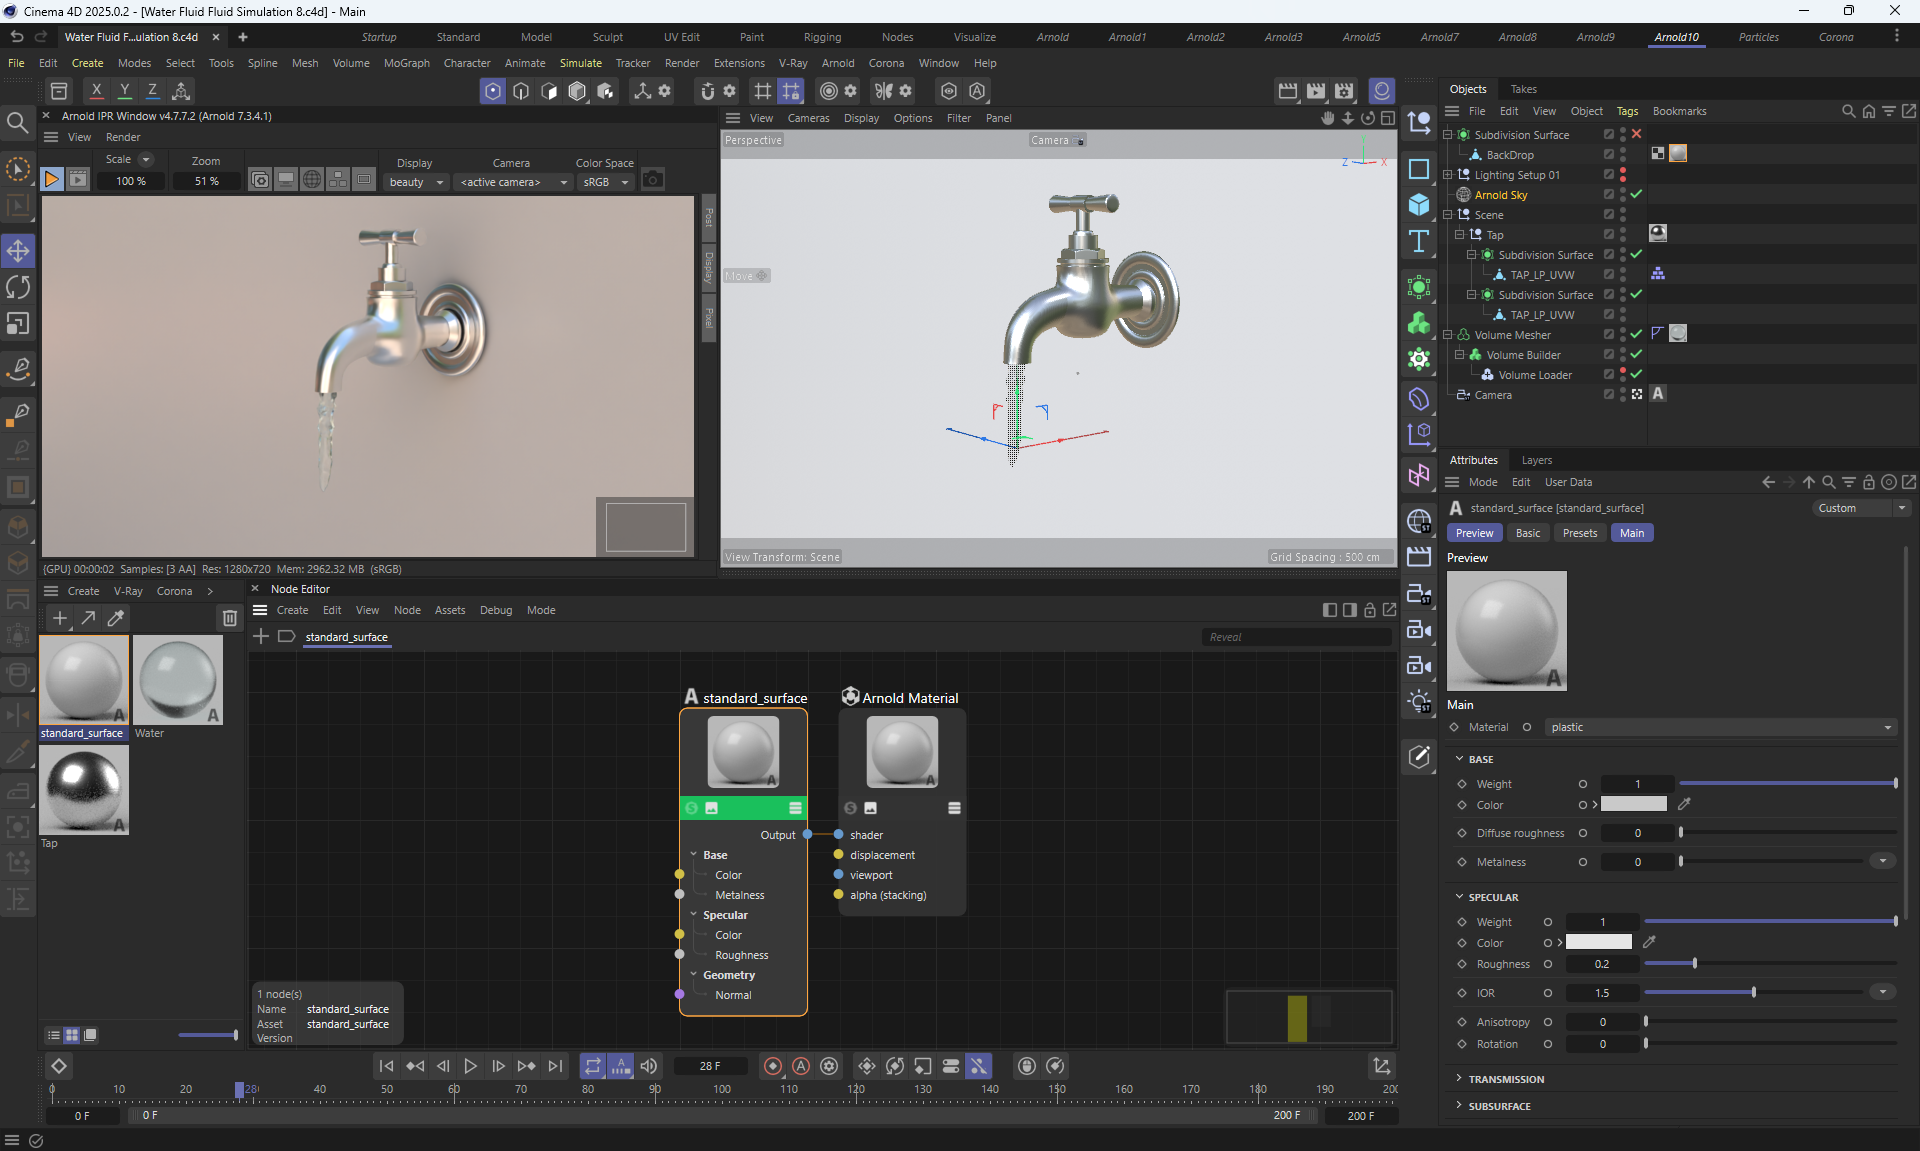 Cinema 4D 2025.0.2 - [Water Fluid Fluid Simulation 8.c4d] - Main
Water Fluid F...ulation 8.c4d
Startup Standard Model Sculpt UV Edit Paint Rigging Nodes Visualize Arnold Arnold1 Arnold2 Arnold3 Arnold5 Arnold7 Arnold8 Arnold9 Arnold10 Particles Corona
File Edit Create Modes Select Tools Spline Mesh Volume MoGraph Character Animate Simulate Tracker Render Extensions V-Ray Arnold Corona Window Help
X Y Z
Arnold IPR Window v4.7.7.2 (Arnold 7.3.4.1)
View Render
Scale Zoom Display Camera Color Space
100 % 51 % beauty <active camera> sRGB
Post
Display
Pixel
{GPU} 00:00:02 Samples: [3 AA] Res: 1280x720 Mem: 2962.32 MB (sRGB)
View Cameras Display Options Filter Panel
Perspective
Camera
Z X
Move
View Transform: Scene
Grid Spacing : 500 cm
Objects Takes
File Edit View Object Tags Bookmarks
Subdivision Surface
BackDrop
Lighting Setup 01
Arnold Sky
Scene
Tap
Subdivision Surface
TAP_LP_UVW
Subdivision Surface
TAP_LP_UVW
Volume Mesher
Volume Builder
Volume Loader
Camera
A
Attributes Layers
Mode Edit User Data
A standard_surface [standard_surface]
Custom
Preview Basic Presets Main
Preview
A
Main
Material plastic
BASE
Weight 1
Color
Diffuse roughness 0
Metalness 0
SPECULAR
Weight 1
Color
Roughness 0.2
IOR 1.5
Anisotropy 0
Rotation 0
TRANSMISSION
SUBSURFACE
Create V-Ray Corona
A
A
standard_surface Water
A
Tap
Node Editor
Create Edit View Node Assets Debug Mode
standard_surface
Reveal
A standard_surface
Arnold Material
Output
Base
Color
Metalness
Specular
Color
Roughness
Geometry
Normal
shader
displacement
viewport
alpha (stacking)
1 node(s)
Name standard_surface
Asset standard_surface
Version
28 F
0 10 20 28 40 50 60 70 80 90 100 110 120 130 140 150 160 170 180 190 200
0 F 0 F 200 F 200 F